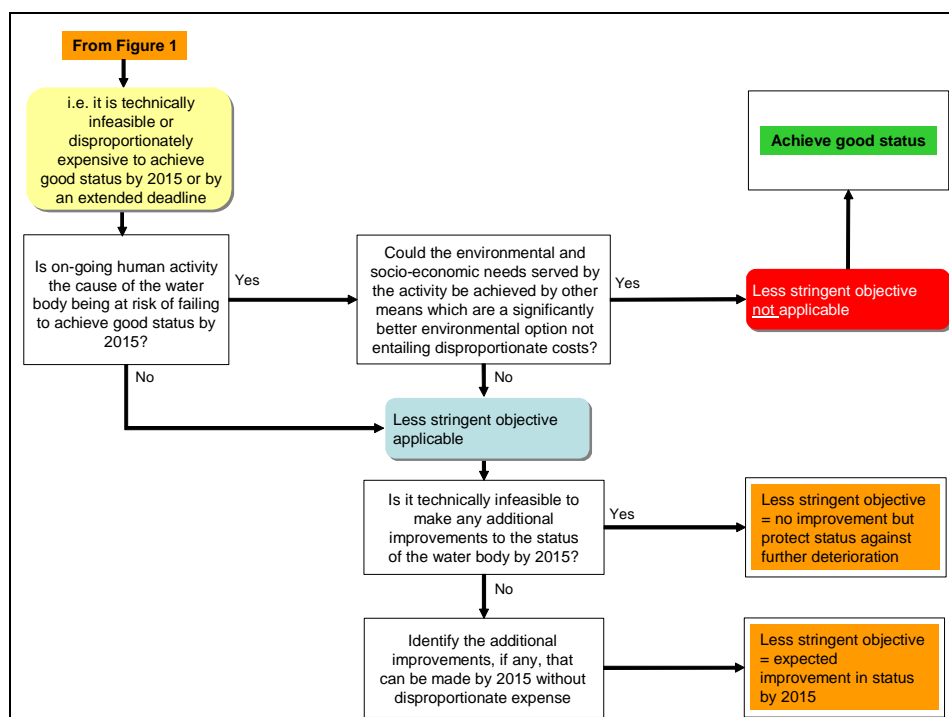 From Figure 1
i.e. it is technically
infeasible or
disproportionately
expensive to achieve
good status by 2015 or by
an extended deadline
Achieve good status
Is on-going human activity
the cause of the water
body being at risk of failing
to achieve good status by
2015?
Yes
Could the environmental and
socio-economic needs served by
the activity be achieved by other
means which are a significantly
better environmental option not
entailing disproportionate costs?
Yes
Less stringent objective
not applicable
No
No
Less stringent objective
applicable
Is it technically infeasible to
make any additional
improvements to the status
of the water body by 2015?
Yes
Less stringent objective
= no improvement but
protect status against
further deterioration
No
Identify the additional
improvements, if any, that
can be made by 2015 without
disproportionate expense
Less stringent objective
= expected
improvement in status
by 2015